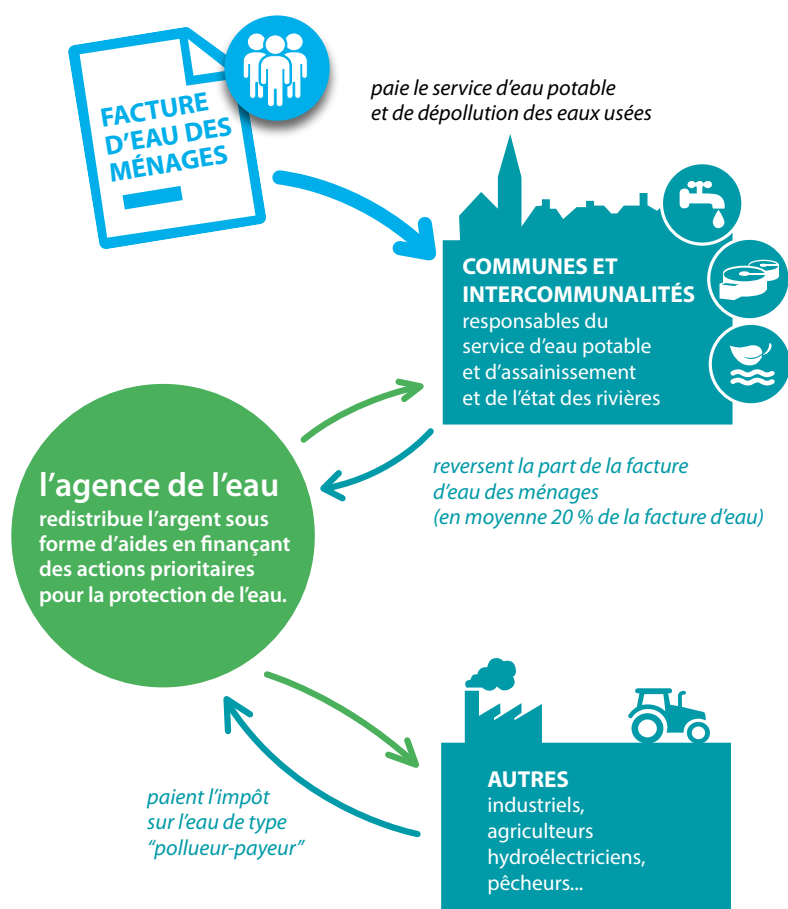 FACTURE
D'EAU DES
MÉNAGES
paie le service d'eau potable
et de dépollution des eaux usées
COMMUNES ET
INTERCOMMUNALITÉS
responsables du
service d'eau potable
et d'assainissement
et de l'état des rivières
reversent la part de la facture
d'eau des ménages
(en moyenne 20 % de la facture d'eau)
l'agence de l'eau
redistribue l'argent sous
forme d'aides en finançant
des actions prioritaires
pour la protection de l'eau.
paient l'impôt
sur l'eau de type
“pollueur-payeur”
AUTRES
industriels,
agriculteurs
hydroélectriciens,
pêcheurs...